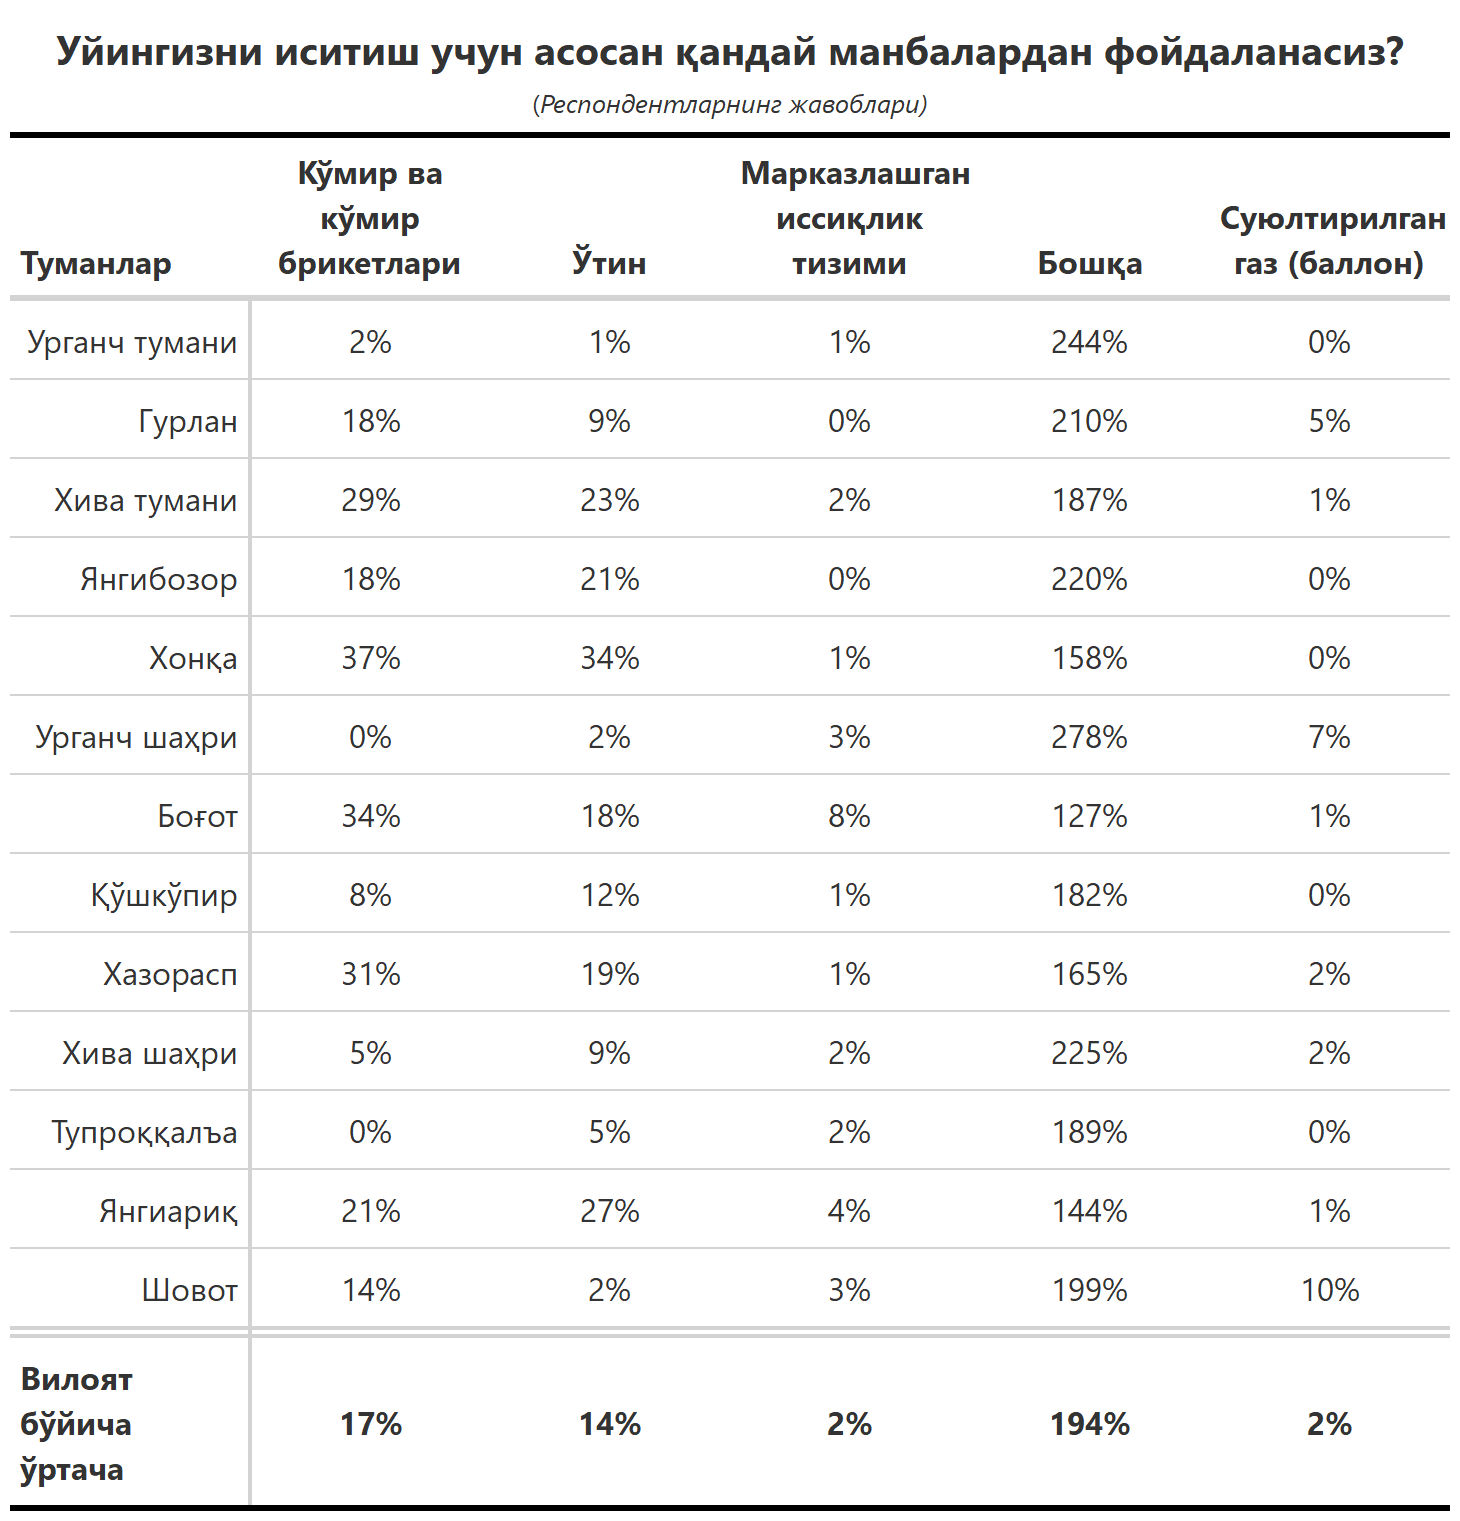 Уйингизни иситиш учун асосан қандай манбалардан фойдаланасиз?
(Респондентларнинг жавоблари)
Туманлар Кўмир ва кўмир брикетлари Ўтин Марказлашган иссиқлик тизими Бошқа Суюлтирилган газ (баллон)
Урганч тумани 2% 1% 1% 244% 0%
Гурлан 18% 9% 0% 210% 5%
Хива тумани 29% 23% 2% 187% 1%
Янгибозор 18% 21% 0% 220% 0%
Хонқа 37% 34% 1% 158% 0%
Урганч шаҳри 0% 2% 3% 278% 7%
Боғот 34% 18% 8% 127% 1%
Қўшкўпир 8% 12% 1% 182% 0%
Хазорасп 31% 19% 1% 165% 2%
Хива шаҳри 5% 9% 2% 225% 2%
Тупроққалъа 0% 5% 2% 189% 0%
Янгиариқ 21% 27% 4% 144% 1%
Шовот 14% 2% 3% 199% 10%
Вилоят бўйича ўртача 17% 14% 2% 194% 2%